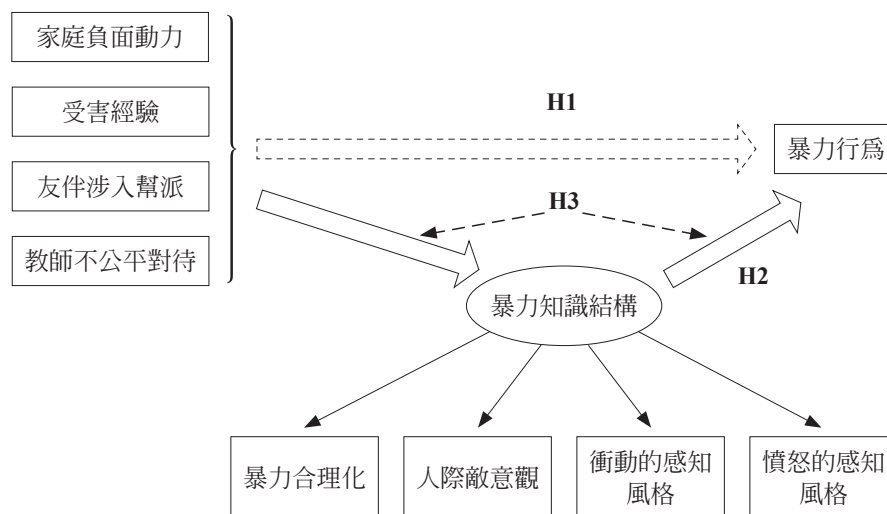 家庭負面動力
受害經驗
友伴涉入幫派
教師不公平對待
H1
暴力行爲
H3
H2
暴力知識結構
暴力合理化
人際敵意觀
衝動的感知
風格
憤怒的感知
風格